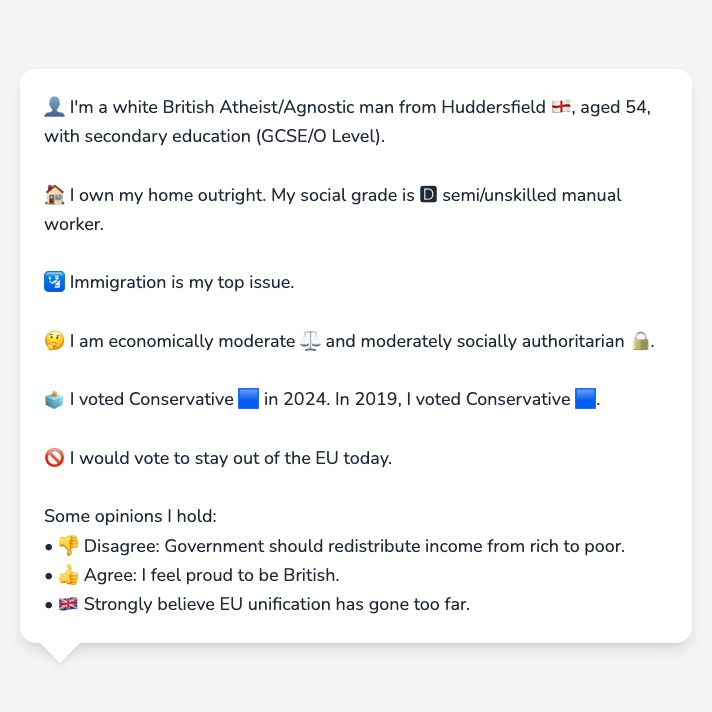 👤 I'm a white British Atheist/Agnostic man from Huddersfield 🏴󠁧󠁢󠁥󠁮󠁧󠁿, aged 54,
with secondary education (GCSE/O Level).
🏠 I own my home outright. My social grade is 🅳 semi/unskilled manual
worker.
🛂 Immigration is my top issue.
🤔 I am economically moderate ⚖️ and moderately socially authoritarian 🔒.
🗳️ I voted Conservative 🟦 in 2024. In 2019, I voted Conservative 🟦.
🚫 I would vote to stay out of the EU today.
Some opinions I hold:
• 👎 Disagree: Government should redistribute income from rich to poor.
• 👍 Agree: I feel proud to be British.
• 🇬🇧 Strongly believe EU unification has gone too far.